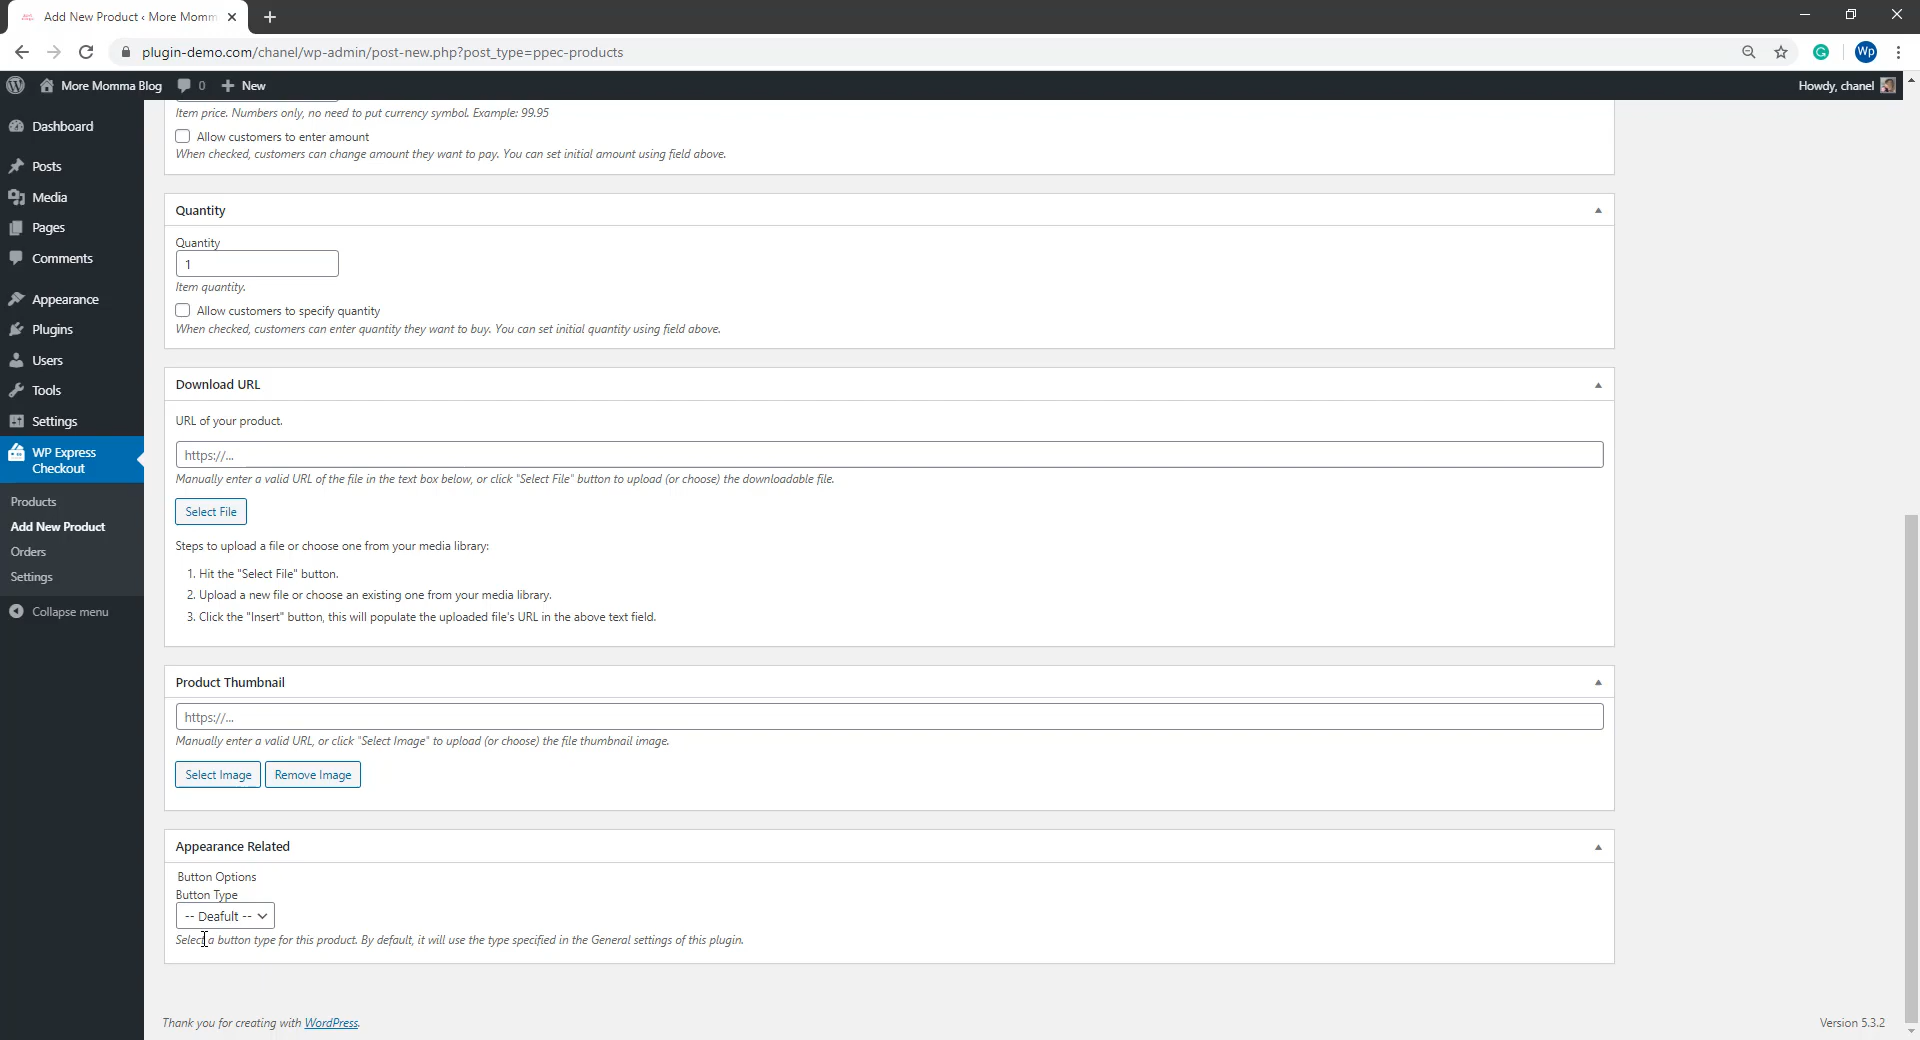 Add New Product ‹ More Momm
plugin-demo.com/chanel/wp-admin/post-new.php?post_type=ppec-products
Wp
More Momma Blog
0
New
Howdy, chanel
Dashboard
Posts
Media
Pages
Comments
Appearance
Plugins
Users
Tools
Settings
WP Express
Checkout
Products
Add New Product
Orders
Settings
Collapse menu
Item price. Numbers only, no need to put currency symbol. Example: 99.95
Allow customers to enter amount
When checked, customers can change amount they want to pay. You can set initial amount using field above.
Quantity
Quantity
1
Item quantity.
Allow customers to specify quantity
When checked, customers can enter quantity they want to buy. You can set initial quantity using field above.
Download URL
URL of your product.
https://...
Manually enter a valid URL of the file in the text box below, or click "Select File" button to upload (or choose) the downloadable file.
Select File
Steps to upload a file or choose one from your media library:
1. Hit the "Select File" button.
2. Upload a new file or choose an existing one from your media library.
3. Click the "Insert" button, this will populate the uploaded file's URL in the above text field.
Product Thumbnail
https://...
Manually enter a valid URL, or click "Select Image" to upload (or choose) the file thumbnail image.
Select Image Remove Image
Appearance Related
Button Options
Button Type
-- Deafult --
Select a button type for this product. By default, it will use the type specified in the General settings of this plugin.
Thank you for creating with WordPress.
Version 5.3.2